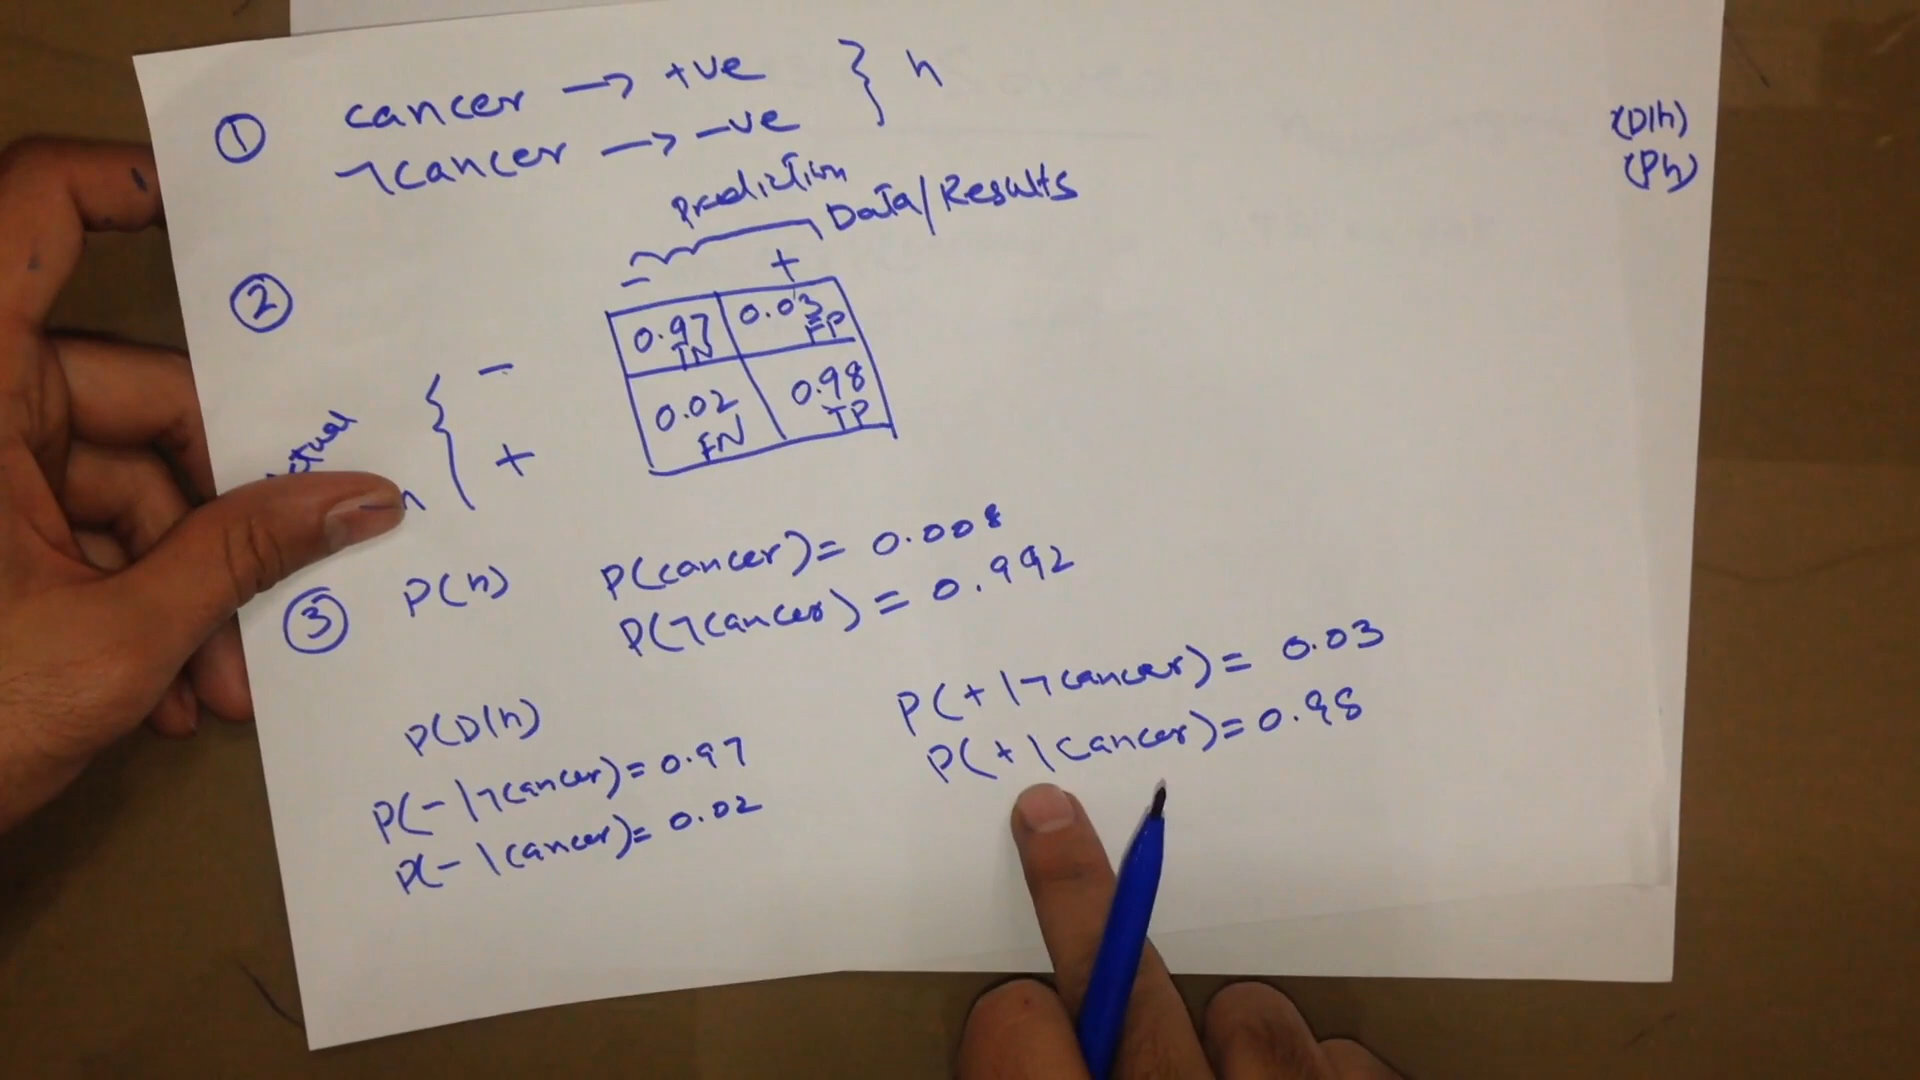 ① cancer → +ve } h
¬cancer → -ve
(D|h)
(Ph)
prediction
Data/Results
②
- +
- 0.97 TN 0.03 FP
+ 0.02 FN 0.98 TP
h
③ P(h) P(cancer) = 0.008
P(¬cancer) = 0.992
P(D|h)
P(-|¬cancer) = 0.97
P(-|cancer) = 0.02
P(+|¬cancer) = 0.03
P(+|cancer) = 0.98